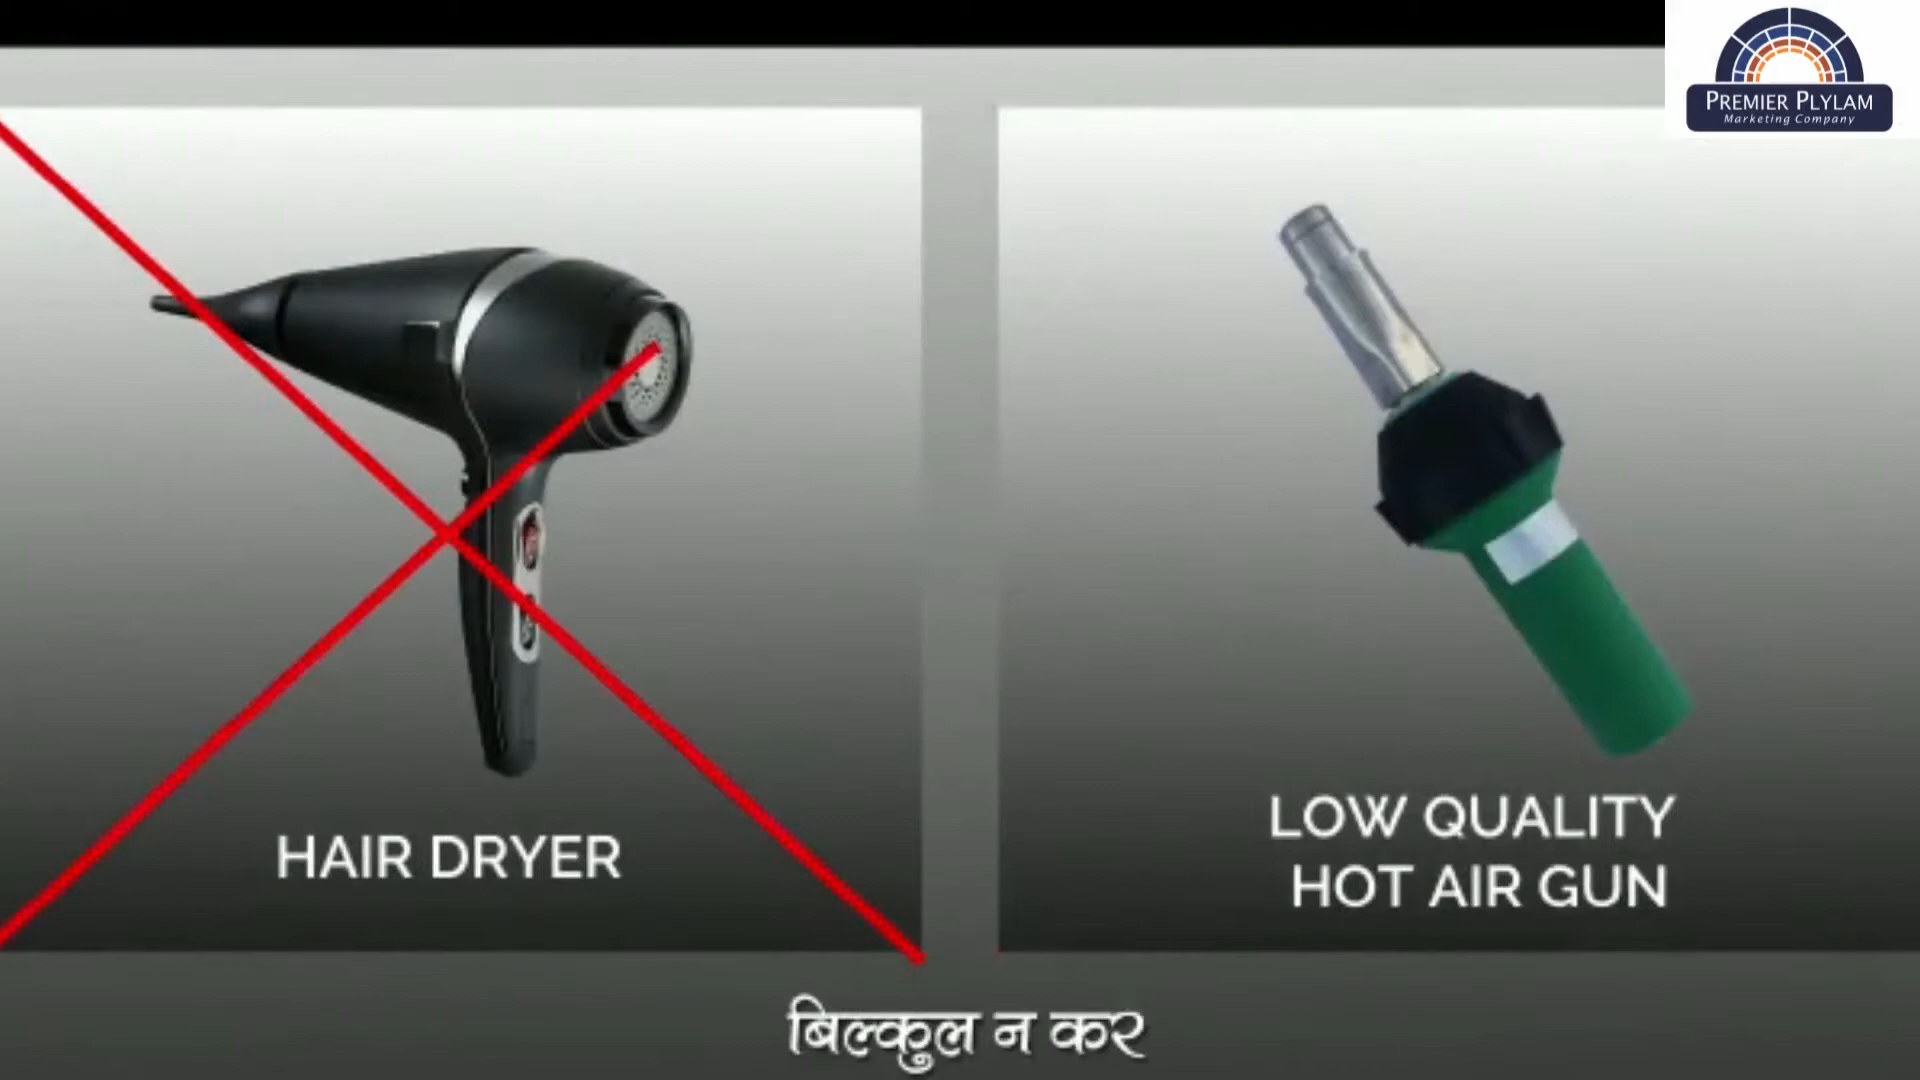 PREMIER PLYLAM
Marketing Company
HAIR DRYER
LOW QUALITY
HOT AIR GUN
बिल्कुल न कर